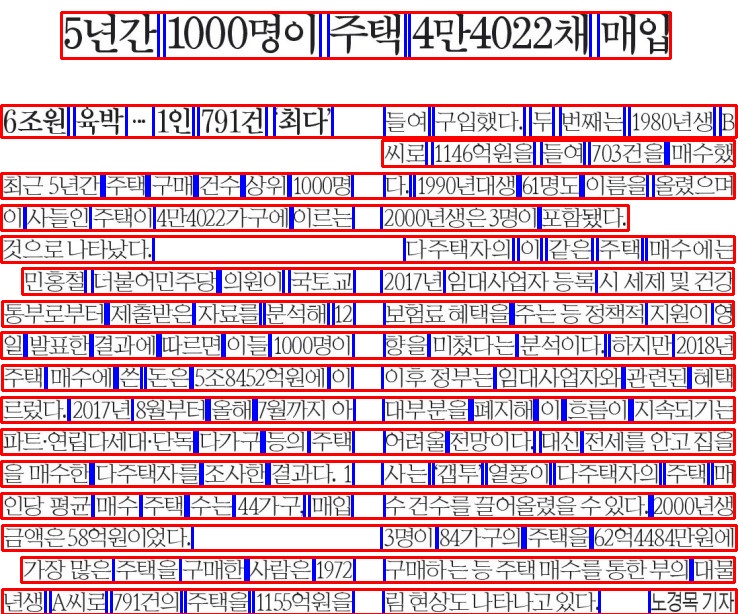 5년간 1000명이 주택 4만4022채 매입
6조원 육박… 1인 791건 '최다'
최근 5년간 주택 구매 건수 상위 1000명
이 사들인 주택이 4만4022가구에 이르는
것으로 나타났다.
민홍철 더불어민주당 의원이 국토교
통부로부터 제출받은 자료를 분석해 12
일 발표한 결과에 따르면 이들 1000명이
주택 매수에 쓴 돈은 5조8452억원에 이
르렀다. 2017년 8월부터 올해 7월까지 아
파트·연립다세대·단독 다가구 등의 주택
을 매수한 다주택자를 조사한 결과다. 1
인당 평균 매수 주택 수는 44가구, 매입
금액은 58억원이었다.
가장 많은 주택을 구매한 사람은 1972
년생 A씨로 791건의 주택을 1155억원을
들여 구입했다. 두 번째는 1980년생 B
씨로 1146억원을 들여 703건을 매수했
다. 1990년대생 61명도 이름을 올렸으며
2000년생은 3명이 포함됐다.
다주택자의 이 같은 주택 매수에는
2017년 임대사업자 등록 시 세제 및 건강
보험료 혜택을 주는 등 정책적 지원이 영
향을 미쳤다는 분석이다. 하지만 2018년
이후 정부는 임대사업자와 관련된 혜택
대부분을 폐지해 이 흐름이 지속되기는
어려울 전망이다. 대신 전세를 안고 집을
사는 '갭투' 열풍이 다주택자의 주택 매
수 건수를 끌어올렸을 수 있다. 2000년생
3명이 84가구의 주택을 62억4484만원에
구매하는 등 주택 매수를 통한 부의 대물
림 현상도 나타나고 있다. 노경목 기자